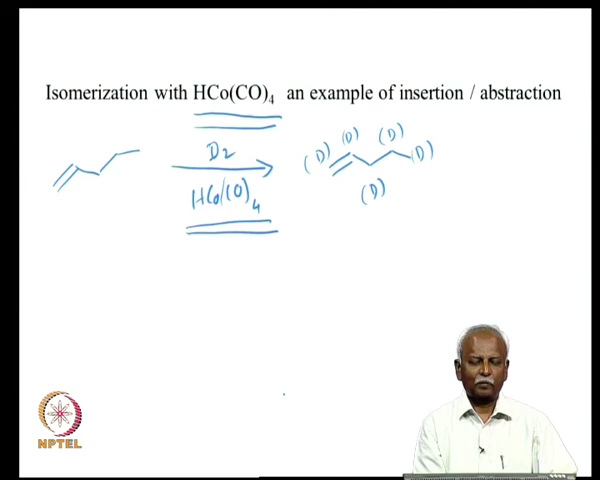 Isomerization with HCo(CO)4 an example of insertion / abstraction
D2
HCo(CO)4
(D) (D) (D) (D)
(D)
NPTEL